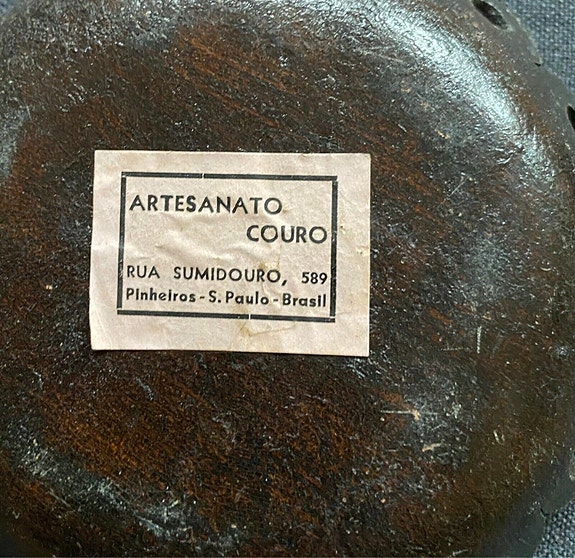 ARTESANATO
COURO
RUA SUMIDOURO, 589
Pinheiros - S. Paulo - Brasil